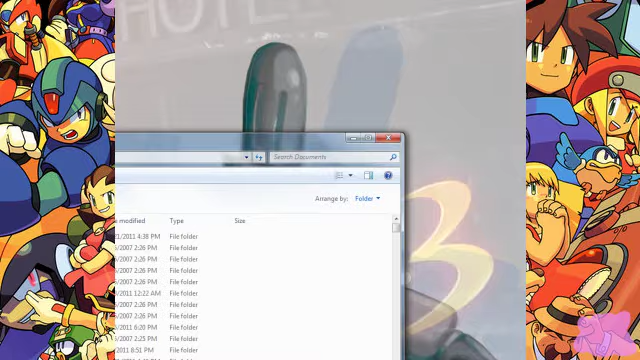 HOTE
Search Documents
Arrange by: Folder
modified Type Size
/2011 4:38 PM File folder
/2007 2:26 PM File folder
/2007 2:26 PM File folder
/2007 2:26 PM File folder
/2007 2:26 PM File folder
/2011 12:22 AM File folder
/2007 2:26 PM File folder
/2007 2:26 PM File folder
/2011 6:20 PM File folder
/2007 2:25 PM File folder
/2011 8:51 PM File folder
3